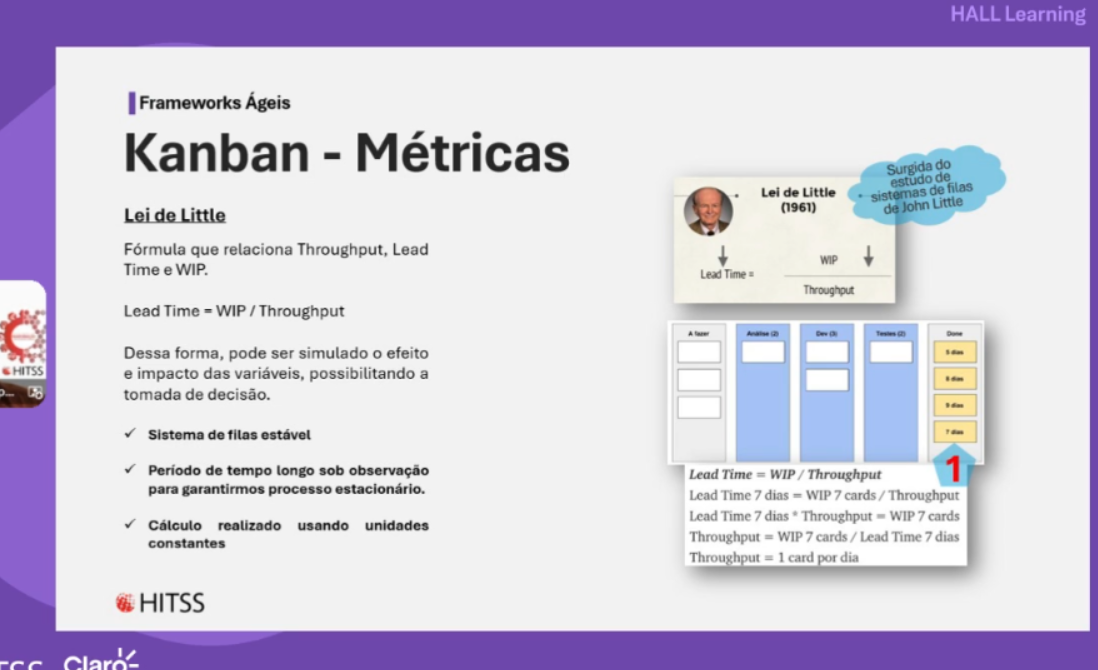 HALL Learning
Frameworks Ágeis
Kanban - Métricas
Lei de Little
Fórmula que relaciona Throughput, Lead
Time e WIP.
Lead Time = WIP / Throughput
Dessa forma, pode ser simulado o efeito
e impacto das variáveis, possibilitando a
tomada de decisão.
✓ Sistema de filas estável
✓ Período de tempo longo sob observação
para garantirmos processo estacionário.
✓ Cálculo realizado usando unidades
constantes
HITSS
Surgida do
estudo de
sistemas de filas
de John Little
Lei de Little
(1961)
Lead Time =
WIP
Throughput
A fazer
Análise (2)
Dev (3)
Testes (2)
Done
5 dias
8 dias
9 dias
7 dias
1
Lead Time = WIP / Throughput
Lead Time 7 dias = WIP 7 cards / Throughput
Lead Time 7 dias * Throughput = WIP 7 cards
Throughput = WIP 7 cards / Lead Time 7 dias
Throughput = 1 card por dia
HITSS
Claro